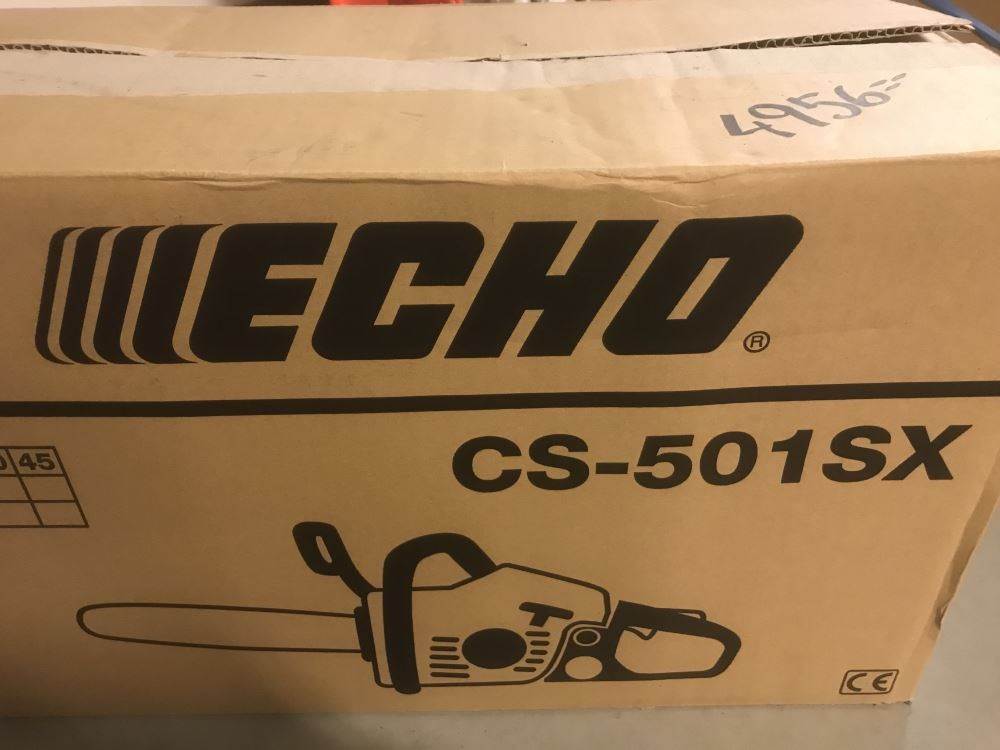 4956=
ECHO®
45
CS-501SX
CE